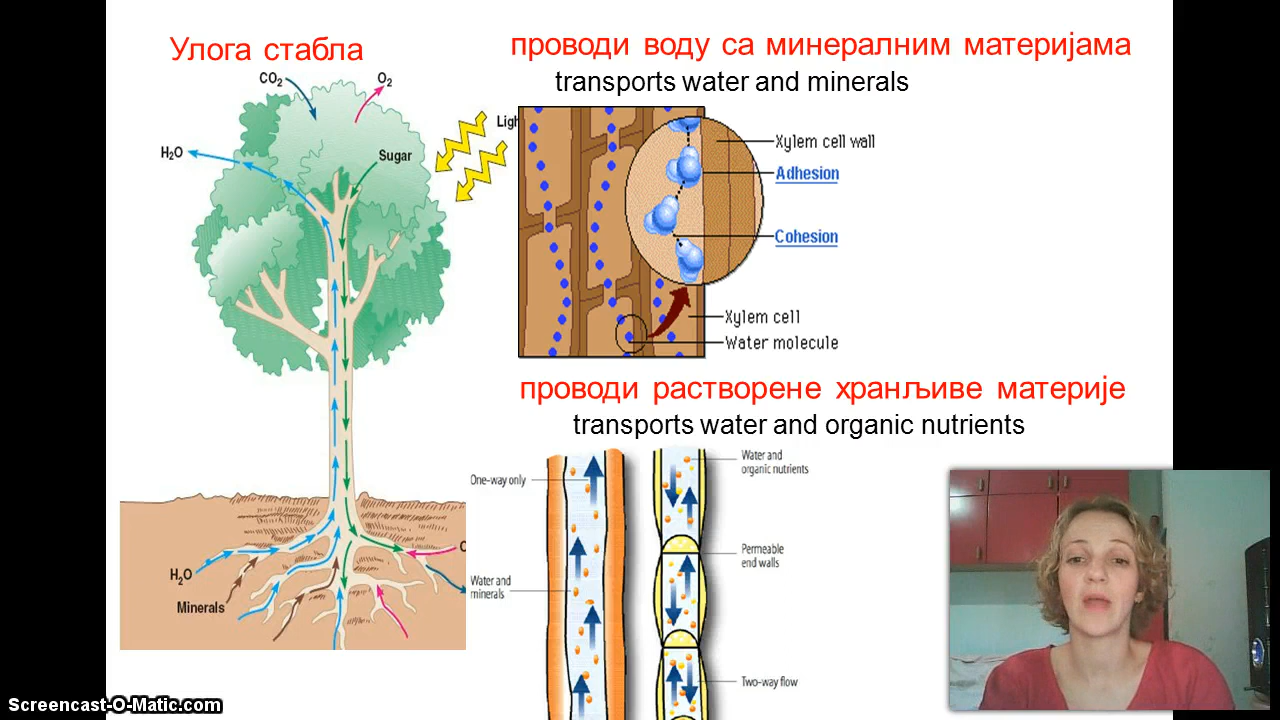 Улога стабла
проводи воду са минералним материјама
transports water and minerals
CO2
O2
H2O
Sugar
Ligh
Xylem cell wall
Adhesion
Cohesion
Xylem cell
Water molecule
проводи растворене хранљиве материје
transports water and organic nutrients
One-way only
Water and
organic nutrients
Permeable
end walls
Water and
minerals
Two-way flow
H2O
Minerals
Screencast-O-Matic.com